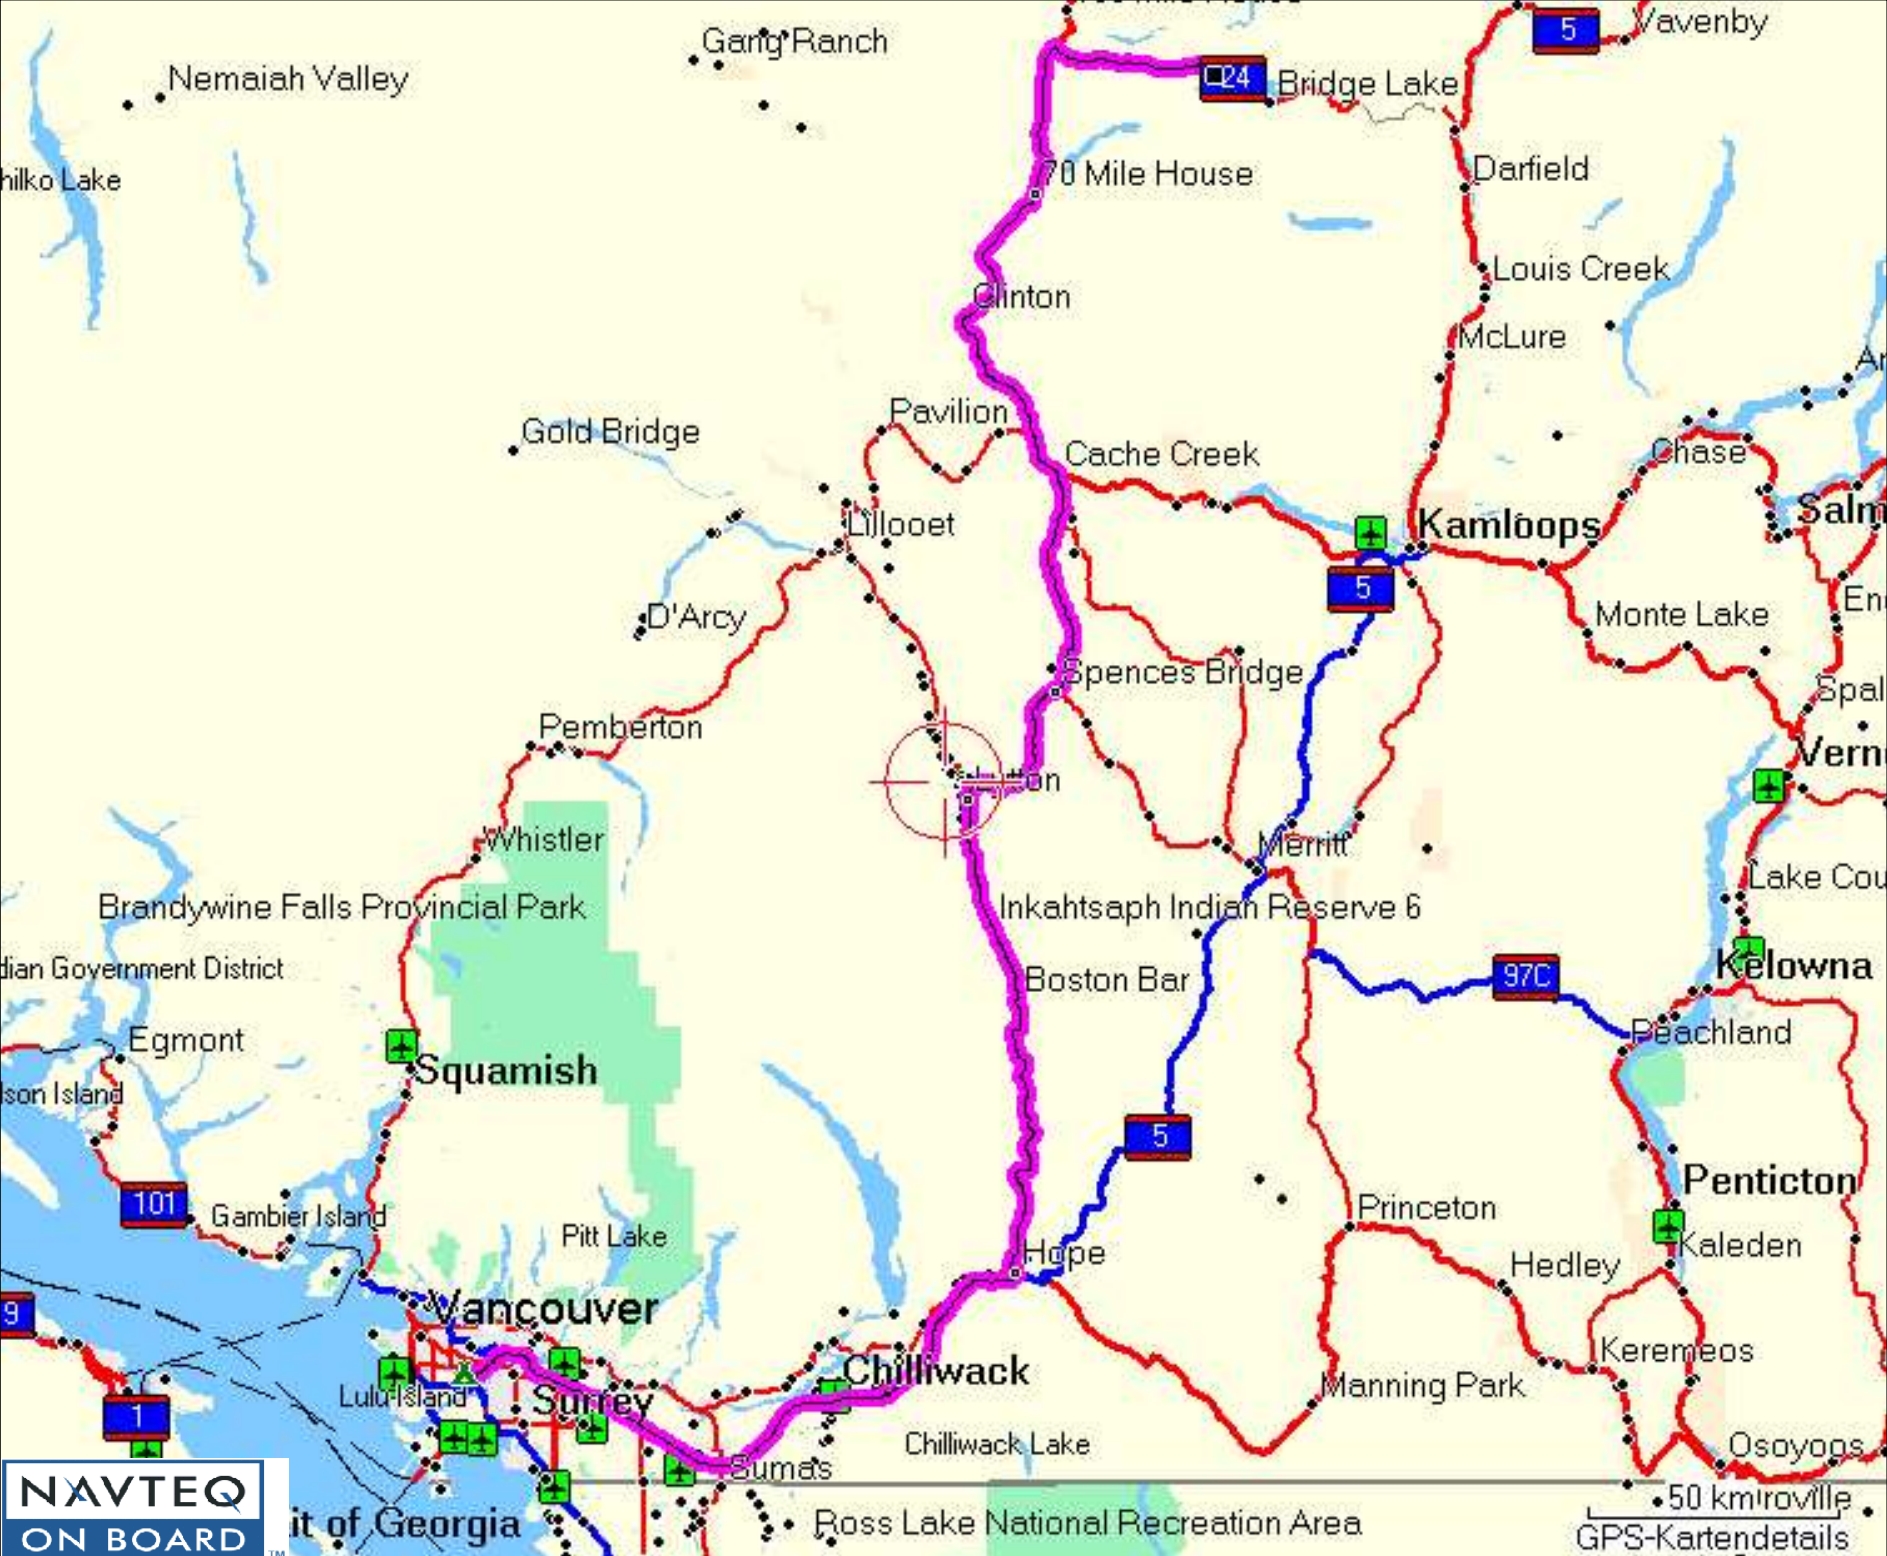 Gang Ranch
5
Vavenby
Nemaiah Valley
24
Bridge Lake
hilko Lake
70 Mile House
Darfield
Louis Creek
Clinton
McLure
Pavilion
Gold Bridge
Cache Creek
Chase
Lillooet
Kamloops
Salm
5
D'Arcy
Monte Lake
En
Spences Bridge
Spal
Pemberton
Vern
Whistler
Merritt
Lake Cou
Brandywine Falls Provincial Park
Inkahtsaph Indian Reserve 6
dian Government District
Boston Bar
97C
Kelowna
Egmont
Peachland
Squamish
lson Island
5
Penticton
101
Gambier Island
Princeton
Pitt Lake
Hope
Kaleden
Hedley
9
Vancouver
Keremeos
Chilliwack
Manning Park
Lulu Island
Surrey
1
Chilliwack Lake
Osoyoos
Sumas
NAVTEQ
ON BOARD
TM
it of Georgia
Ross Lake National Recreation Area
50 km
roville
GPS-Kartendetails